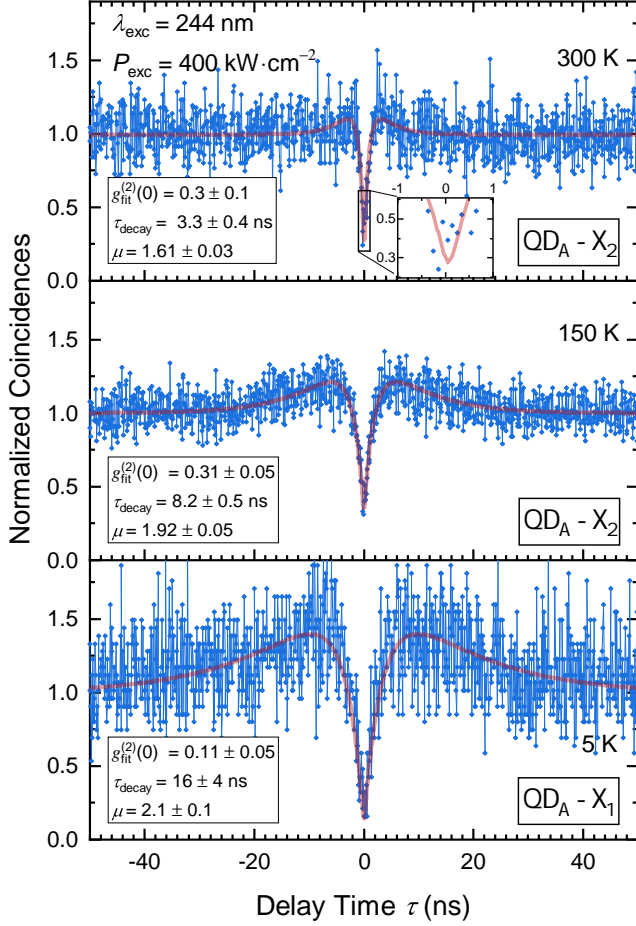 λexc = 244 nm
Pexc = 400 kW·cm⁻²
300 K
1.5
1.0
0.5
0.0
g(2)fit(0) = 0.3 ± 0.1
τdecay = 3.3 ± 0.4 ns
μ = 1.61 ± 0.03
-1 0 1
0.5
0.3
QDA - X2
150 K
1.5
1.0
0.5
0.0
g(2)fit(0) = 0.31 ± 0.05
τdecay = 8.2 ± 0.5 ns
μ = 1.92 ± 0.05
QDA - X2
1.5
1.0
0.5
0.0
g(2)fit(0) = 0.11 ± 0.05
τdecay = 16 ± 4 ns
μ = 2.1 ± 0.1
5 K
QDA - X1
-40 -20 0 20 40
Delay Time τ (ns)
Normalized Coincidences